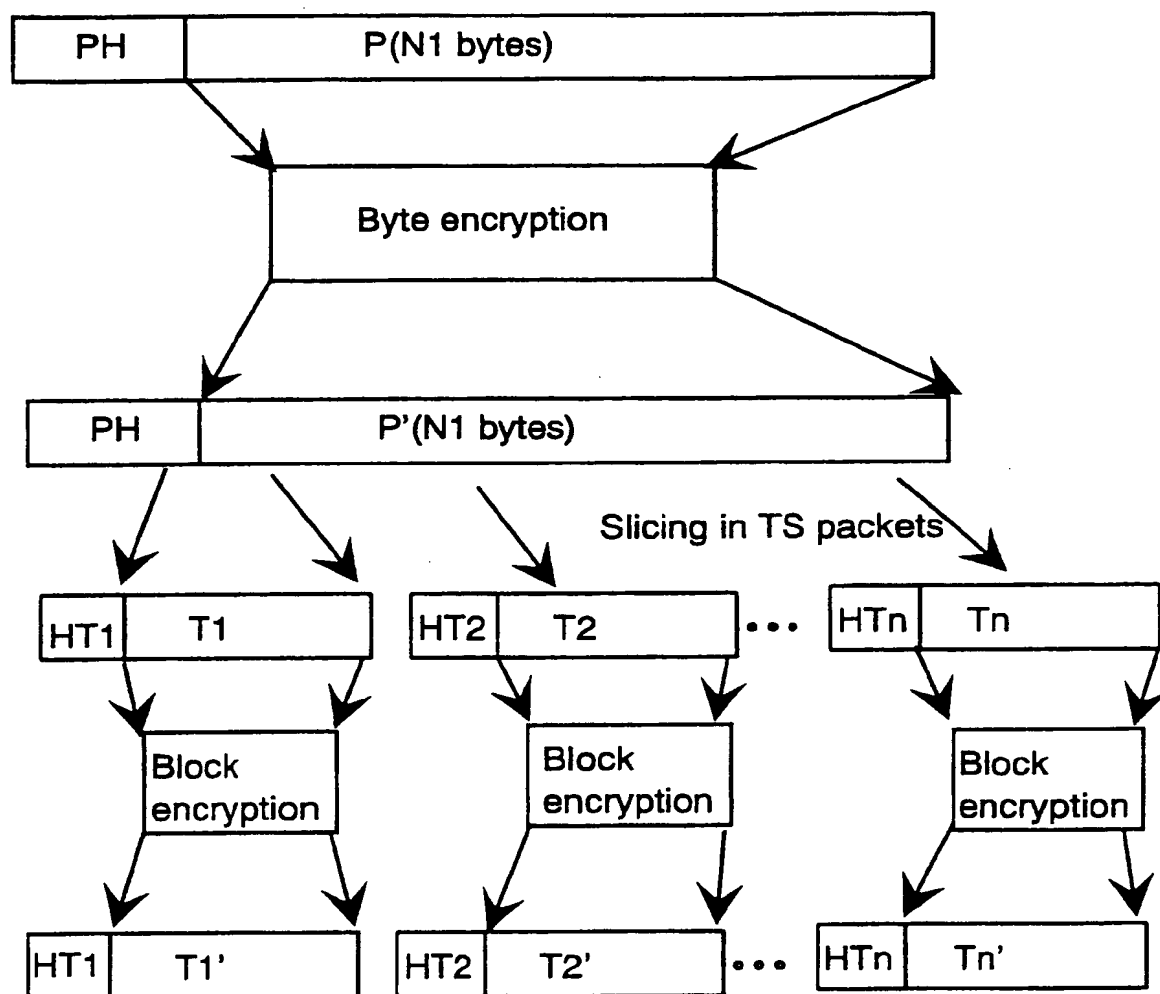 PH P(N1 bytes)
Byte encryption
PH P'(N1 bytes)
Slicing in TS packets
HT1 T1 HT2 T2 ••• HTn Tn
Block
encryption
Block
encryption
Block
encryption
HT1 T1' HT2 T2' ••• HTn Tn'